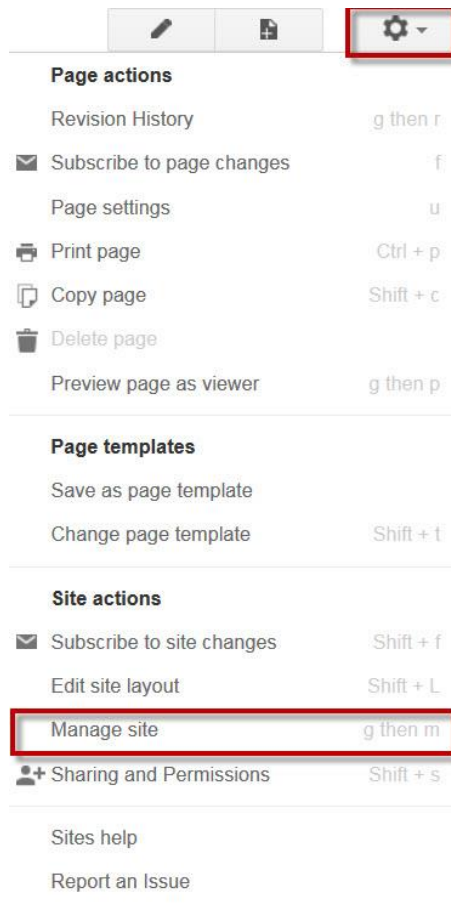 Page actions
Revision History g then r
Subscribe to page changes f
Page settings u
Print page Ctrl + p
Copy page Shift + c
Delete page
Preview page as viewer g then p
Page templates
Save as page template
Change page template Shift + t
Site actions
Subscribe to site changes Shift + f
Edit site layout Shift + L
Manage site g then m
Sharing and Permissions Shift + s
Sites help
Report an Issue